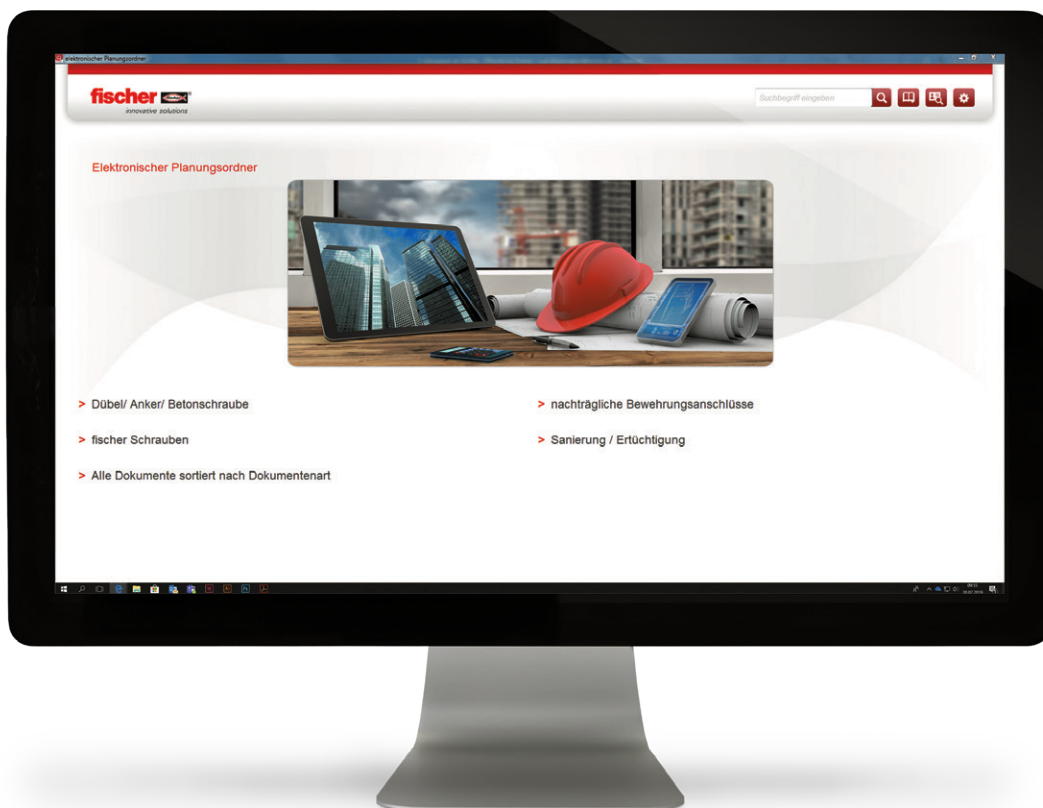 elektronischer Planungsordner
fischer
innovative solutions
Suchbegriff eingeben
Elektronischer Planungsordner
> Dübel/ Anker/ Betonschraube
> nachträgliche Bewehrungsanschlüsse
> fischer Schrauben
> Sanierung / Ertüchtigung
> Alle Dokumente sortiert nach Dokumentenart